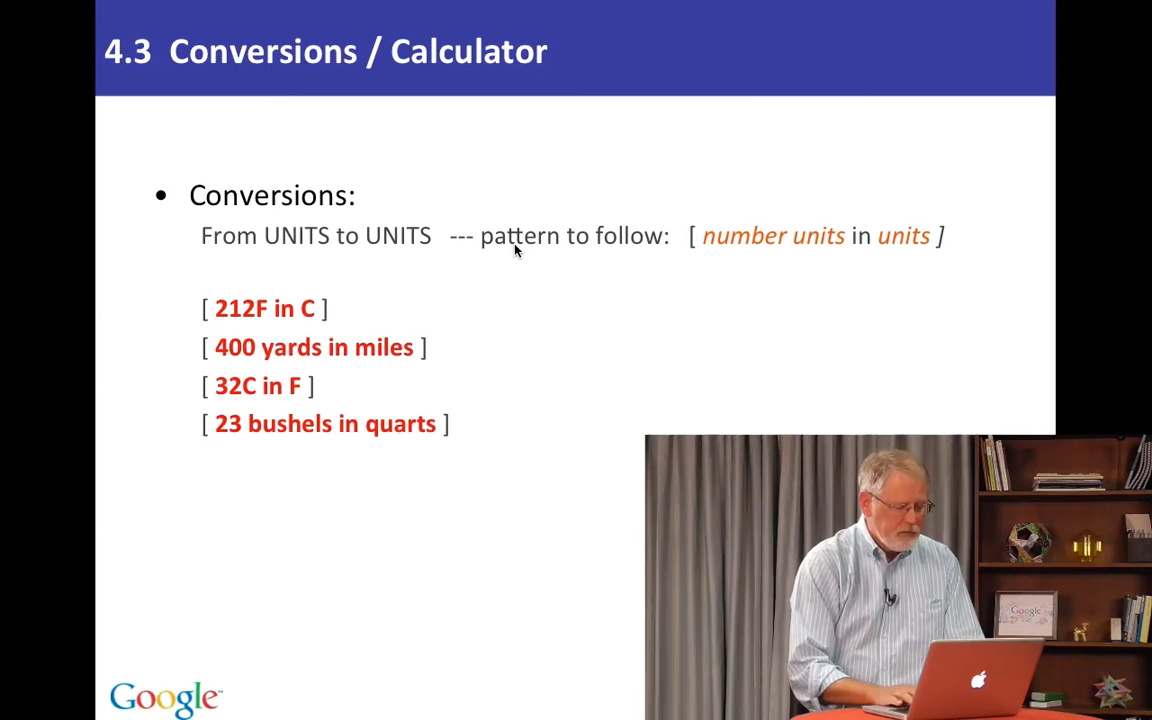 4.3 Conversions / Calculator
• Conversions:
From UNITS to UNITS --- pattern to follow: [ number units in units ]
[ 212F in C ]
[ 400 yards in miles ]
[ 32C in F ]
[ 23 bushels in quarts ]
Google
Google™